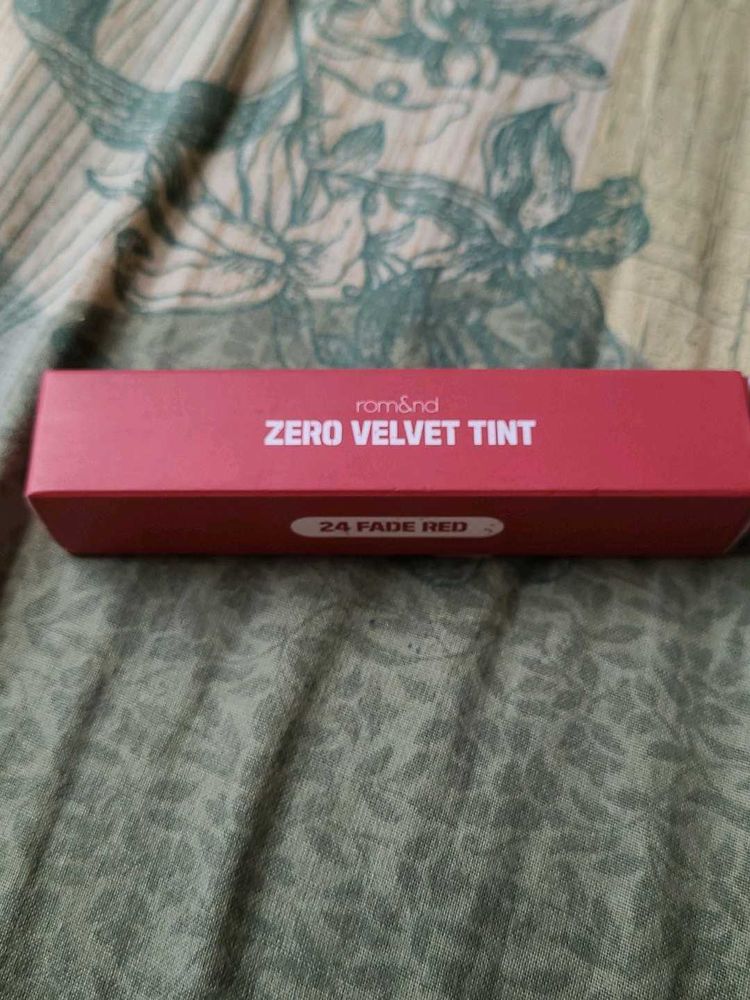 rom&nd
ZERO VELVET TINT
24 FADE RED